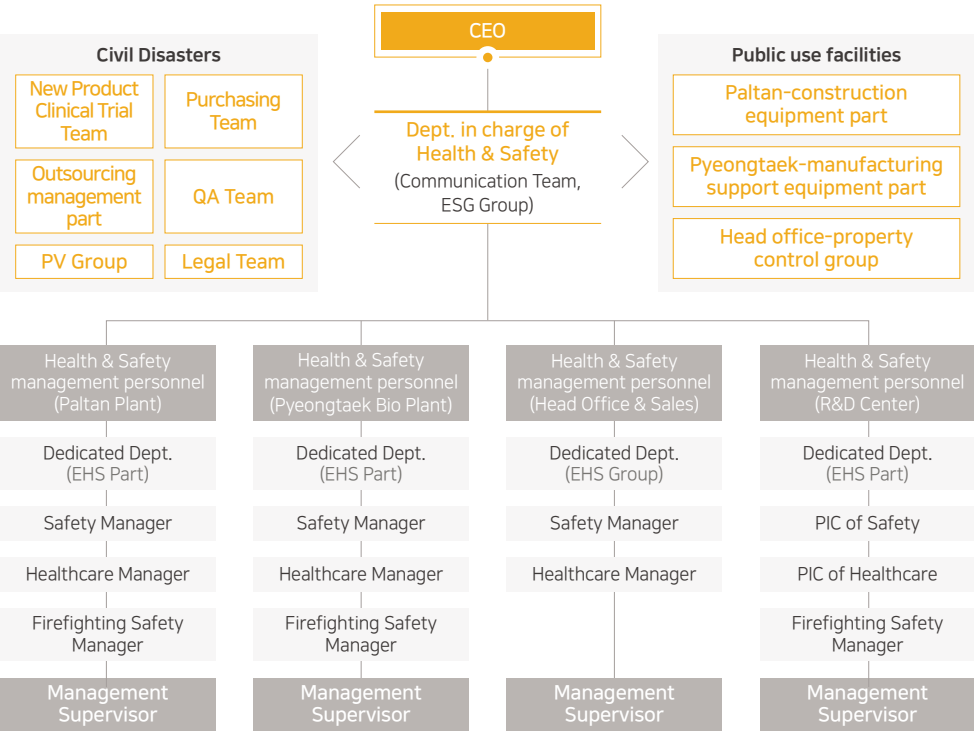 CEO
Civil Disasters
New Product
Clinical Trial
Team
Purchasing
Team
Outsourcing
management
part
QA Team
PV Group
Legal Team
Dept. in charge of
Health & Safety
(Communication Team,
ESG Group)
Public use facilities
Paltan-construction
equipment part
Pyeongtaek-manufacturing
support equipment part
Head office-property
control group
Health & Safety
management personnel
(Paltan Plant)
Dedicated Dept.
(EHS Part)
Safety Manager
Healthcare Manager
Firefighting Safety
Manager
Management
Supervisor
Health & Safety
management personnel
(Pyeongtaek Bio Plant)
Dedicated Dept.
(EHS Part)
Safety Manager
Healthcare Manager
Firefighting Safety
Manager
Management
Supervisor
Health & Safety
management personnel
(Head Office & Sales)
Dedicated Dept.
(EHS Group)
Safety Manager
Healthcare Manager
Management
Supervisor
Health & Safety
management personnel
(R&D Center)
Dedicated Dept.
(EHS Part)
PIC of Safety
PIC of Healthcare
Firefighting Safety
Manager
Management
Supervisor